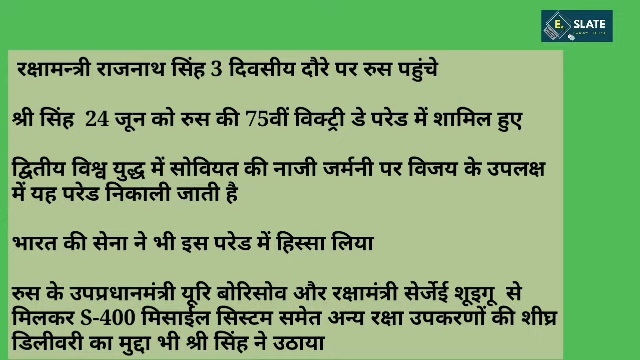 E. SLATE
रक्षामन्त्री राजनाथ सिंह 3 दिवसीय दौरे पर रुस पहुंचे
श्री सिंह 24 जून को रुस की 75वीं विक्ट्री डे परेड में शामिल हुए
द्वितीय विश्व युद्ध में सोवियत की नाजी जर्मनी पर विजय के उपलक्ष
में यह परेड निकाली जाती है
भारत की सेना ने भी इस परेड में हिस्सा लिया
रुस के उपप्रधानमंत्री यूरि बोरिसोव और रक्षामंत्री सेर्जेई शूइगू से
मिलकर S-400 मिसाईल सिस्टम समेत अन्य रक्षा उपकरणों की शीघ्र
डिलीवरी का मुद्दा भी श्री सिंह ने उठाया